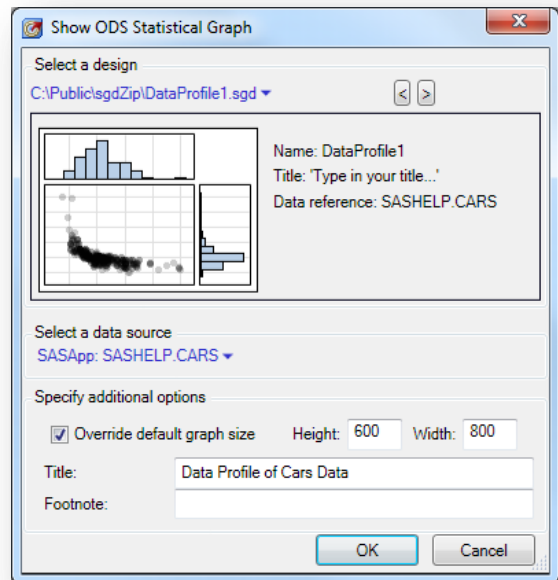 Show ODS Statistical Graph
Select a design
C:\Public\sgdZip\DataProfile1.sgd
< >
Name: DataProfile1
Title: 'Type in your title...'
Data reference: SASHELP.CARS
Select a data source
SASApp: SASHELP.CARS
Specify additional options
Override default graph size Height: 600 Width: 800
Title: Data Profile of Cars Data
Footnote:
OK Cancel